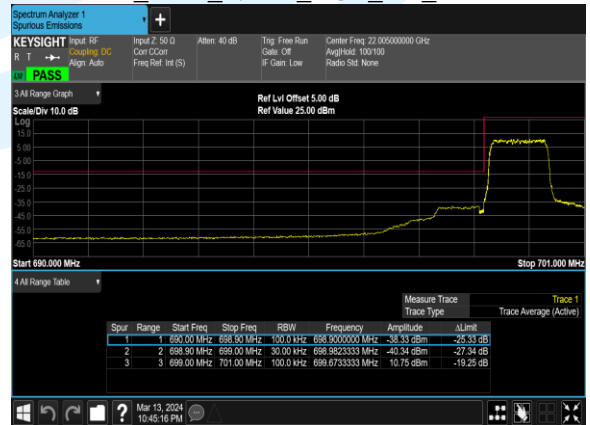 Spectrum Analyzer 1
Spurious Emissions
KEYSIGHT Input: RF Input Z: 50 Ω Atten: 40 dB Trig: Free Run Center Freq: 22.005000000 GHz
R T Coupling: DC Corr CCorr Gate: Off Avg|Hold: 100/100
Align: Auto Freq Ref: Int (S) IF Gain: Low Radio Std: None
PASS
3 All Range Graph
Ref Lvl Offset 5.00 dB
Scale/Div 10.0 dB Ref Value 25.00 dBm
Log
15.0
5.00
-5.00
-15.0
-25.0
-35.0
-45.0
-55.0
-65.0
Start 690.000 MHz Stop 701.000 MHz
4 All Range Table
Measure Trace Trace 1
Trace Type Trace Average (Active)
Spur Range Start Freq Stop Freq RBW Frequency Amplitude ΔLimit
1 1 690.00 MHz 698.90 MHz 100.0 kHz 698.9000000 MHz -38.33 dBm -25.33 dB
2 2 698.90 MHz 699.00 MHz 30.00 kHz 698.9823333 MHz -40.34 dBm -27.34 dB
3 3 699.00 MHz 701.00 MHz 100.0 kHz 699.6733333 MHz 10.75 dBm -19.25 dB
?
Mar 13, 2024
10:45:16 PM